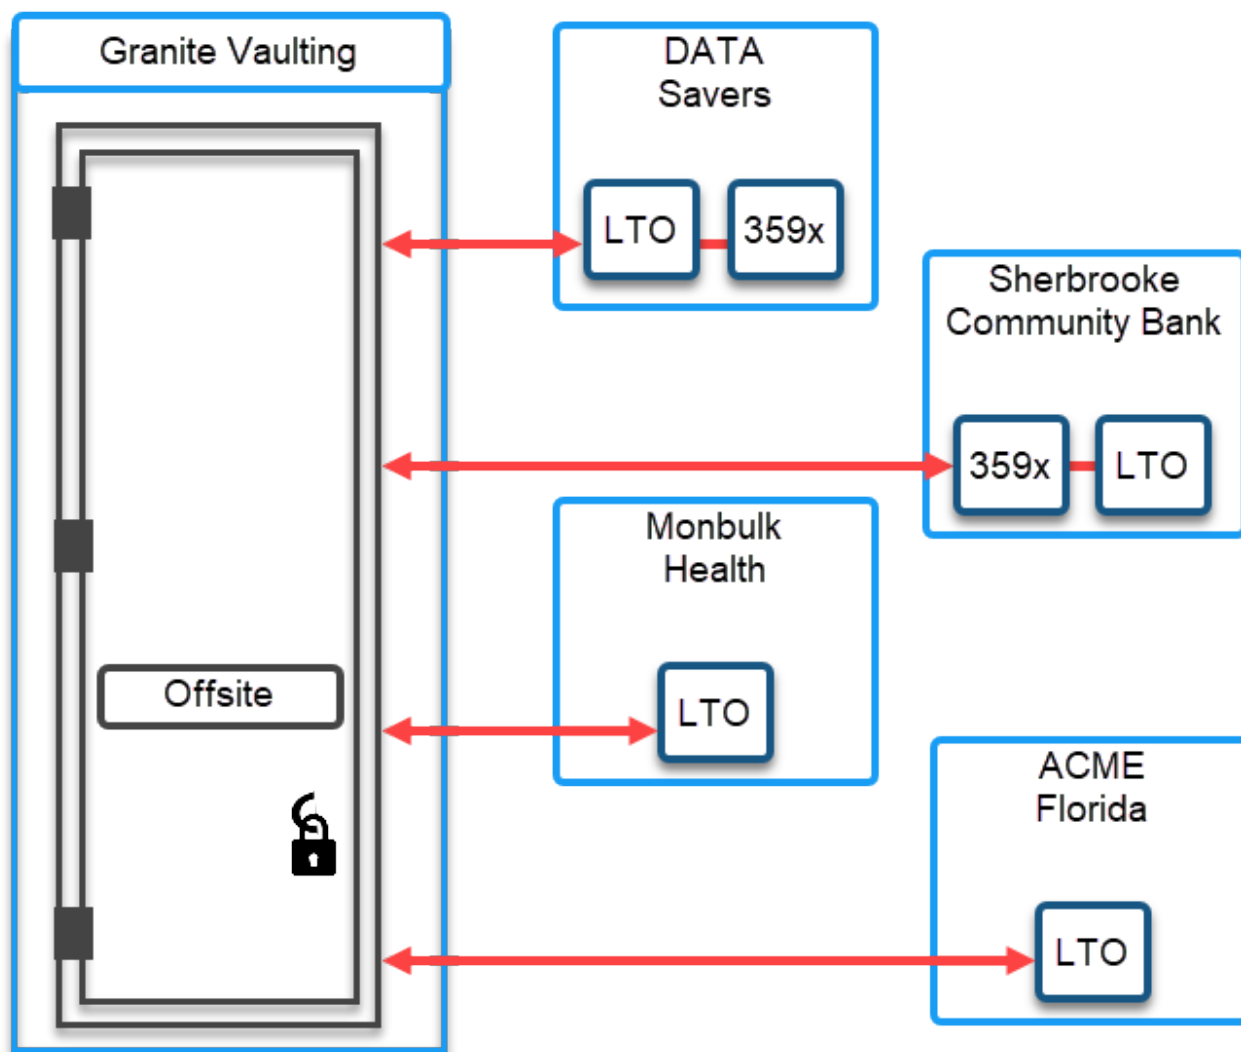 Granite Vaulting
DATA
Savers
LTO
359x
Sherbrooke
Community Bank
359x
LTO
Monbulk
Health
LTO
Offsite
ACME
Florida
LTO